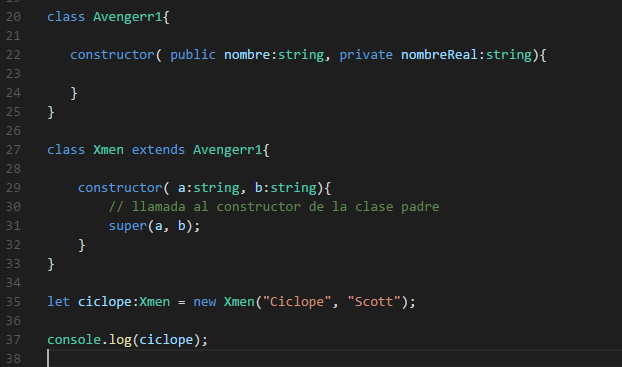 20 class Avengerr1{
21
22 constructor( public nombre:string, private nombreReal:string){
23
24 }
25 }
26
27 class Xmen extends Avengerr1{
28
29 constructor( a:string, b:string){
30 // llamada al constructor de la clase padre
31 super(a, b);
32 }
33 }
34
35 let ciclope:Xmen = new Xmen("Ciclope", "Scott");
36
37 console.log(ciclope);
38